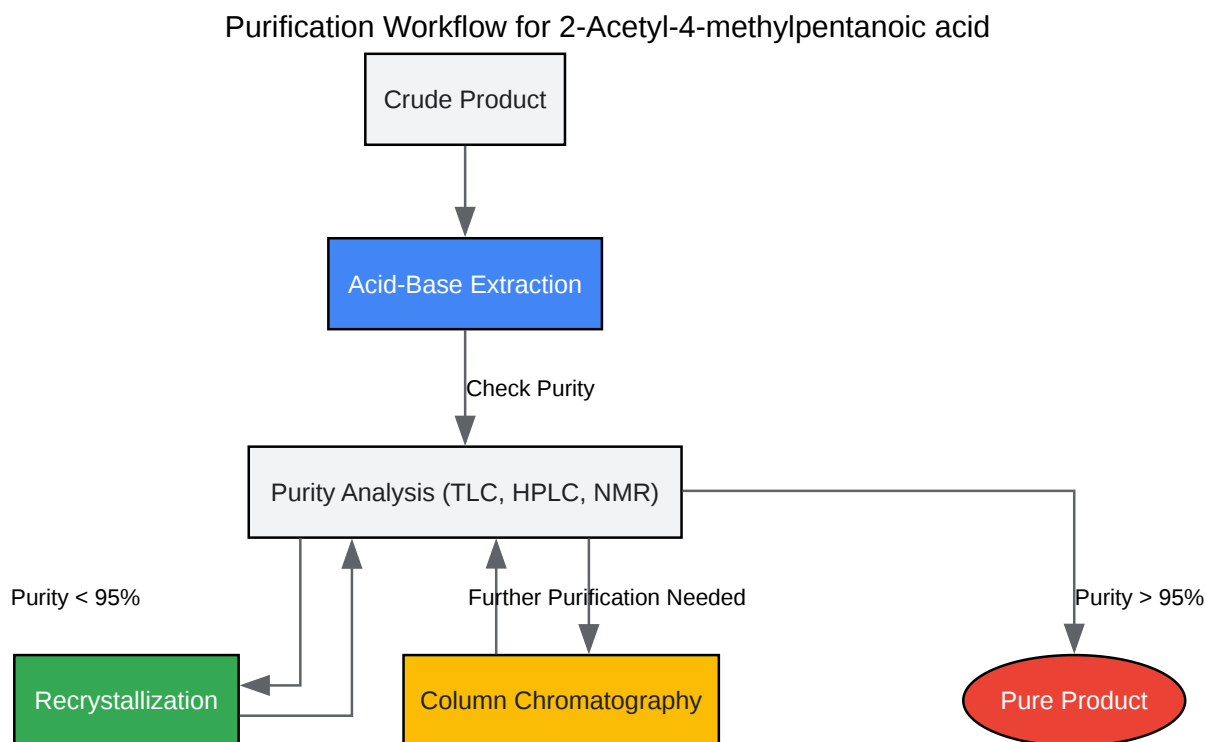 Purification Workflow for 2-Acetyl-4-methylpentanoic acid
Crude Product
Acid-Base Extraction
Check Purity
Purity Analysis (TLC, HPLC, NMR)
Purity < 95%
Further Purification Needed
Purity > 95%
Recrystallization
Column Chromatography
Pure Product